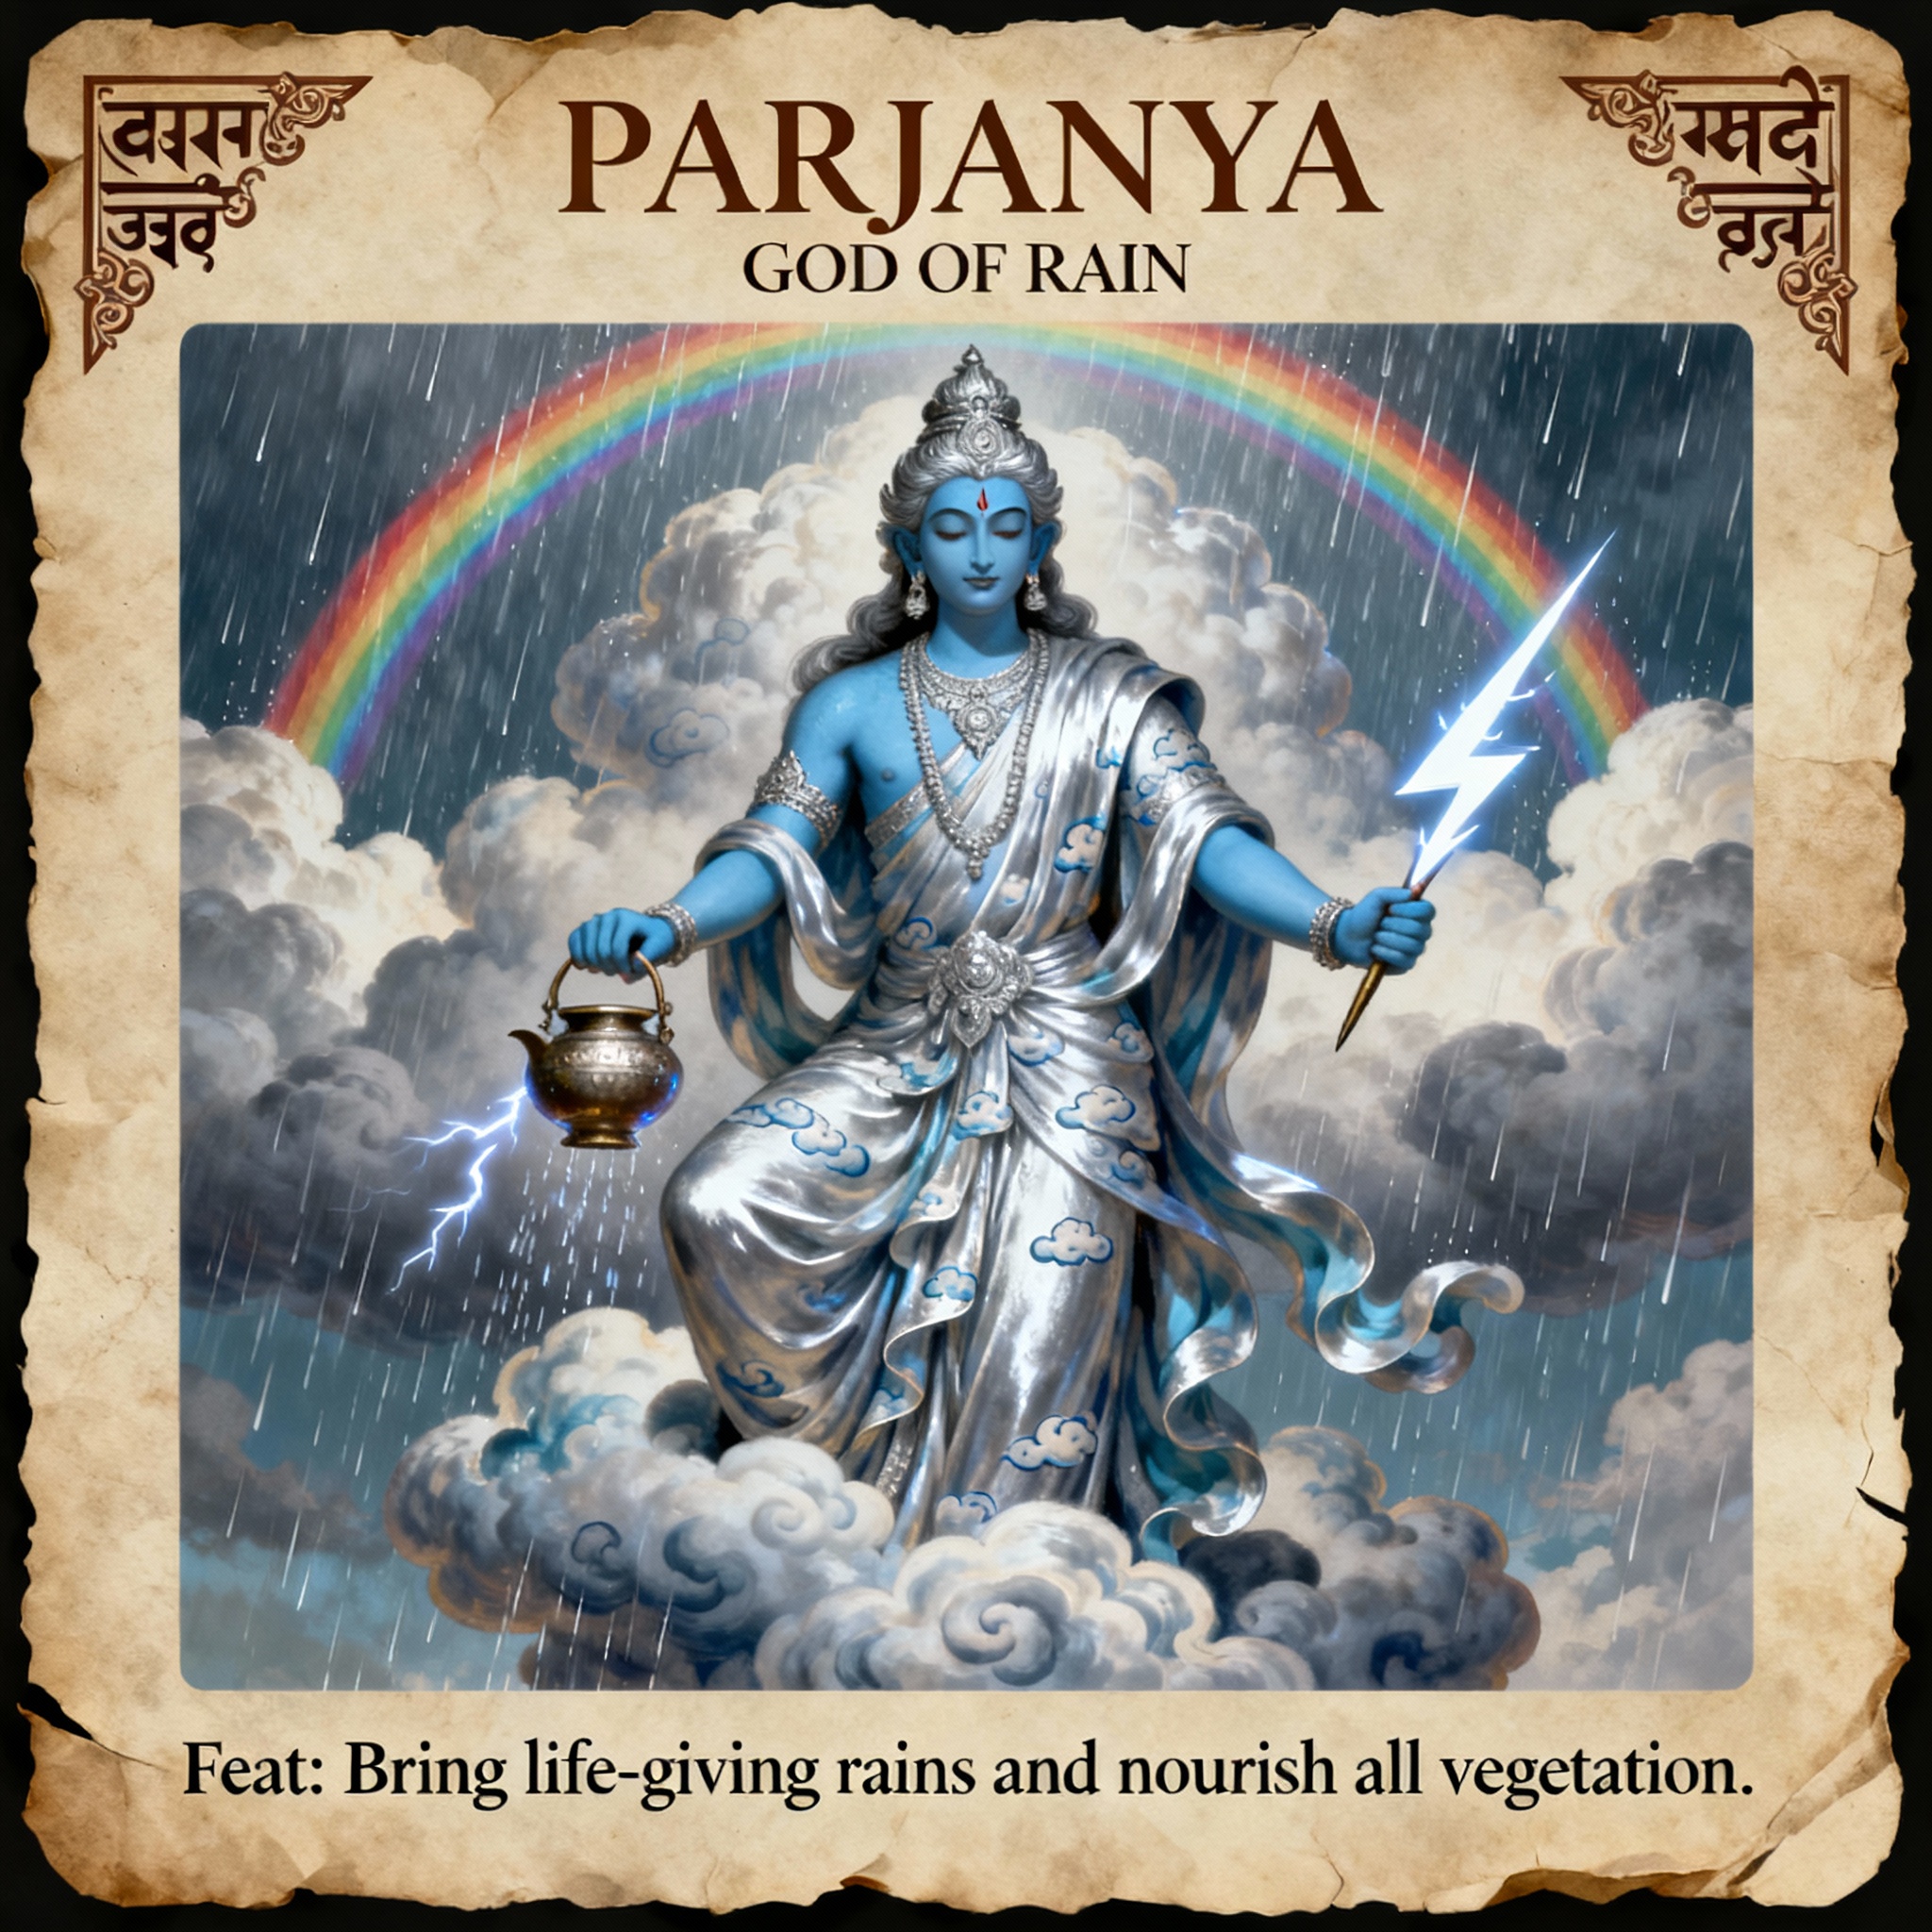 PARJANYA
GOD OF RAIN
Feat: Bring life-giving rains and nourish all vegetation.